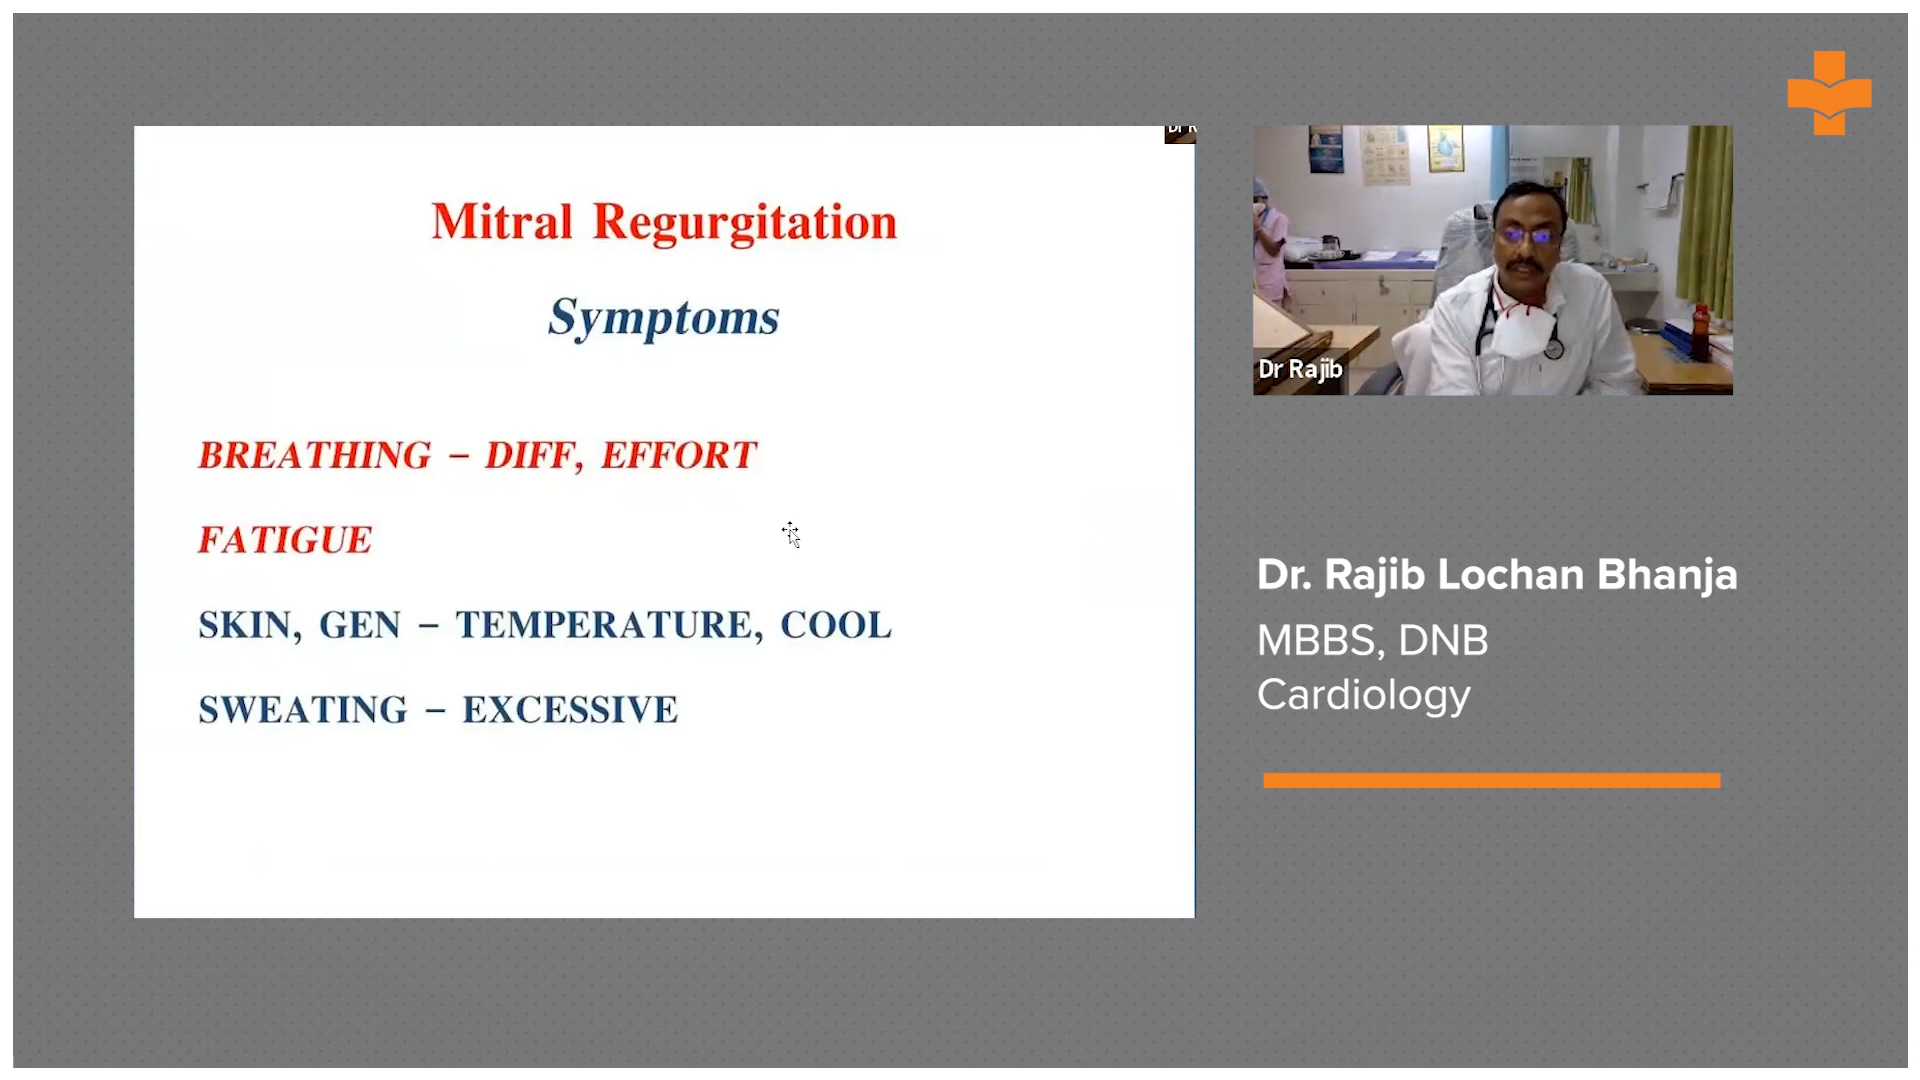 Mitral Regurgitation
Symptoms
BREATHING – DIFF, EFFORT
FATIGUE
SKIN, GEN – TEMPERATURE, COOL
SWEATING – EXCESSIVE
Dr R
Dr Rajib
Dr. Rajib Lochan Bhanja
MBBS, DNB
Cardiology